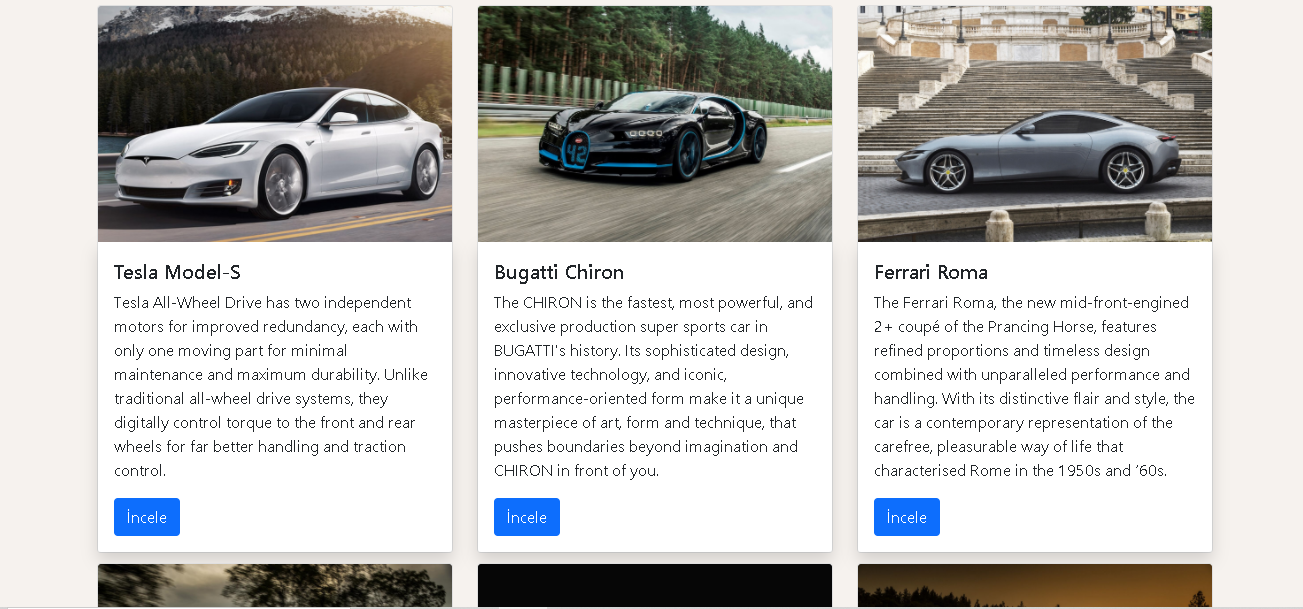 42
Tesla Model-S
Tesla All-Wheel Drive has two independent
motors for improved redundancy, each with
only one moving part for minimal
maintenance and maximum durability. Unlike
traditional all-wheel drive systems, they
digitally control torque to the front and rear
wheels for far better handling and traction
control.
İncele
Bugatti Chiron
The CHIRON is the fastest, most powerful, and
exclusive production super sports car in
BUGATTI's history. Its sophisticated design,
innovative technology, and iconic,
performance-oriented form make it a unique
masterpiece of art, form and technique, that
pushes boundaries beyond imagination and
CHIRON in front of you.
İncele
Ferrari Roma
The Ferrari Roma, the new mid-front-engined
2+ coupé of the Prancing Horse, features
refined proportions and timeless design
combined with unparalleled performance and
handling. With its distinctive flair and style, the
car is a contemporary representation of the
carefree, pleasurable way of life that
characterised Rome in the 1950s and ‘60s.
İncele